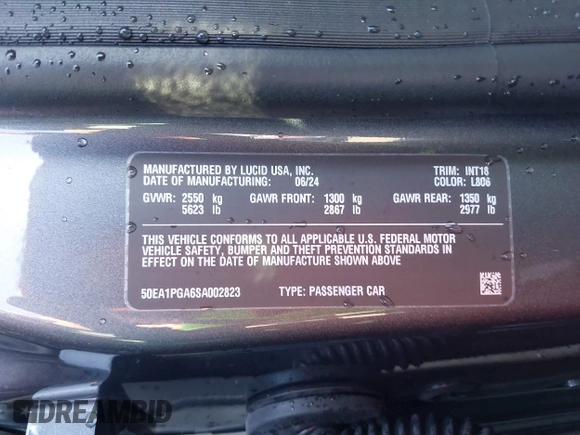 MANUFACTURED BY LUCID USA, INC. TRIM: INT18
DATE OF MANUFACTURING: 06/24 COLOR: L806
GVWR: 2550 kg GAWR FRONT: 1300 kg GAWR REAR: 1350 kg
5623 lb 2867 lb 2977 lb
THIS VEHICLE CONFORMS TO ALL APPLICABLE U.S. FEDERAL MOTOR
VEHICLE SAFETY, BUMPER AND THEFT PREVENTION STANDARDS IN
EFFECT ON THE DATE OF MANUFACTURE SHOWN ABOVE
50EA1PGA6SA002823 TYPE: PASSENGER CAR
DREAMBID